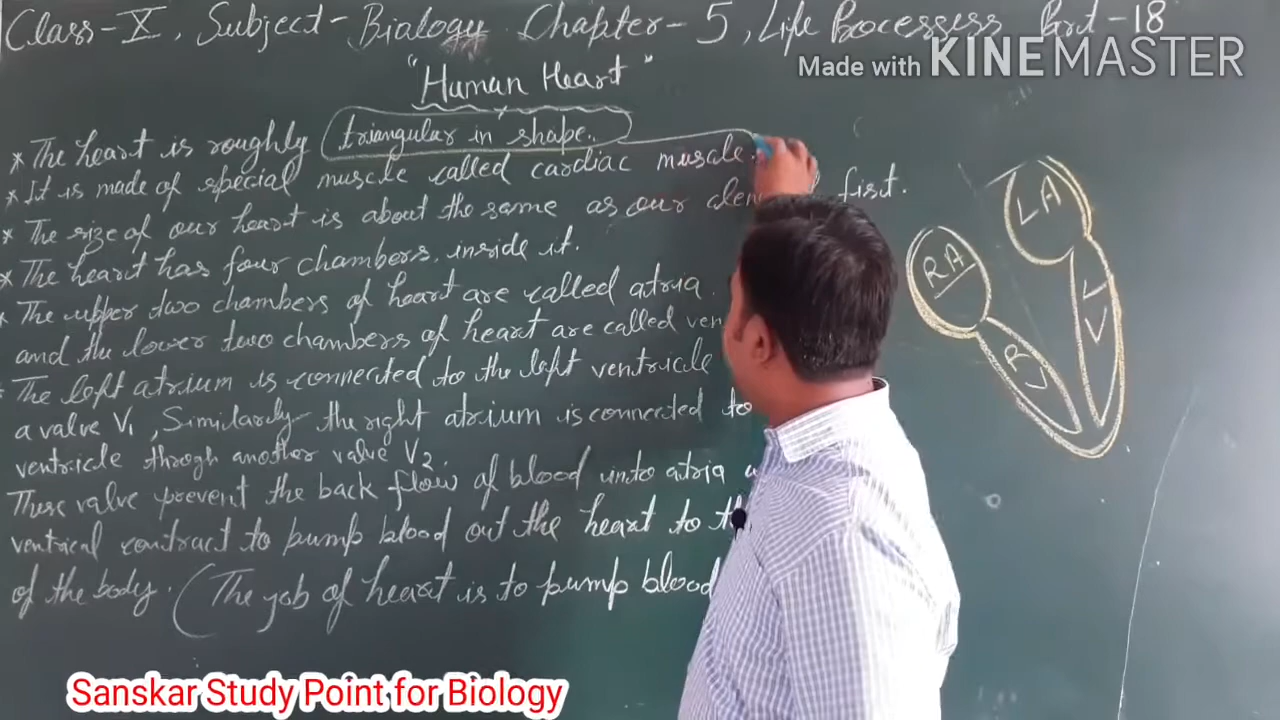 Class-X, Subject-Biology Chapter-5, Life Processess Part-18
Made with KINEMASTER
"Human Heart"
* The heart is roughly triangular in shape.
* It is made of special muscle called cardiac muscle.
* The size of our heart is about the same as our clen fist.
* The heart has four chambers, inside it.
* The upper two chambers of heart are called atria.
and the lower two chambers of heart are called ven
* The left atrium is connected to the left ventricle
a valve V1, Similarly the right atrium is connected to
ventricle throgh another valve V2.
These valve prevent the back flow of blood into atria
ventrical contract to pump blood out the heart to th
of the body. (The job of heart is to pump blood
RA
LA
RV
LV
Sanskar Study Point for Biology